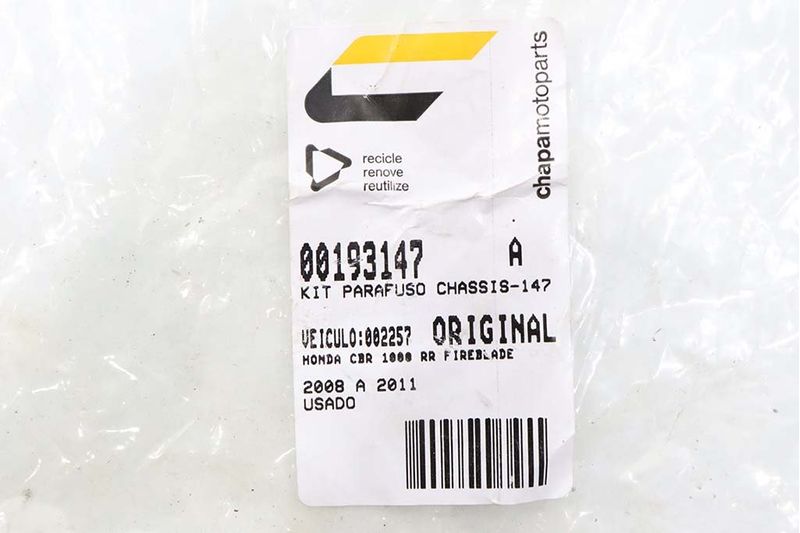 chapamotoparts
recicle
renove
reutilize
00193147 A
KIT PARAFUSO CHASSIS-147
VEICULO:002257 ORIGINAL
HONDA CBR 1000 RR FIREBLADE
2008 A 2011
USADO